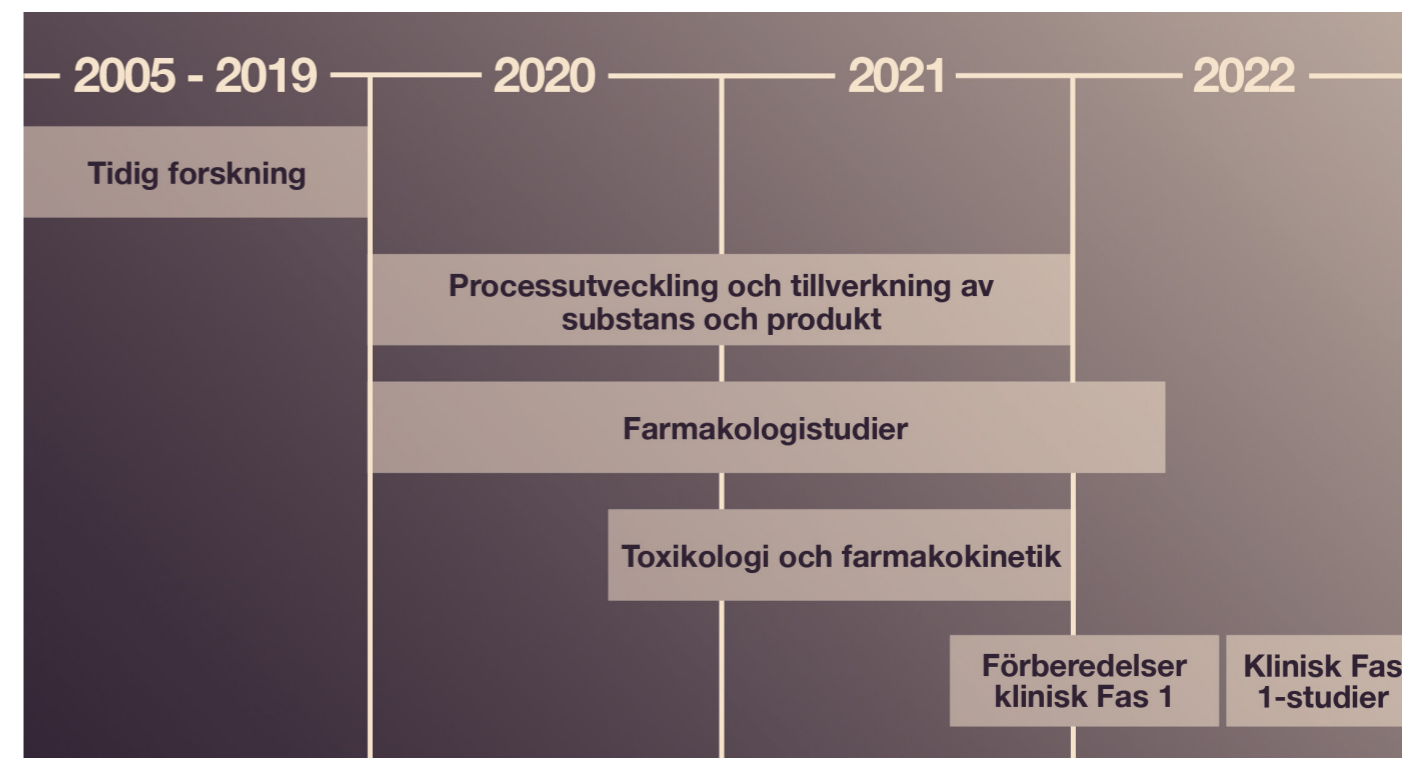 2005 - 2019
2020
2021
2022
Tidig forskning
Processutveckling och tillverkning av
substans och produkt
Farmakologistudier
Toxikologi och farmakokinetik
Förberedelser
klinisk Fas 1
Klinisk Fas
1-studier